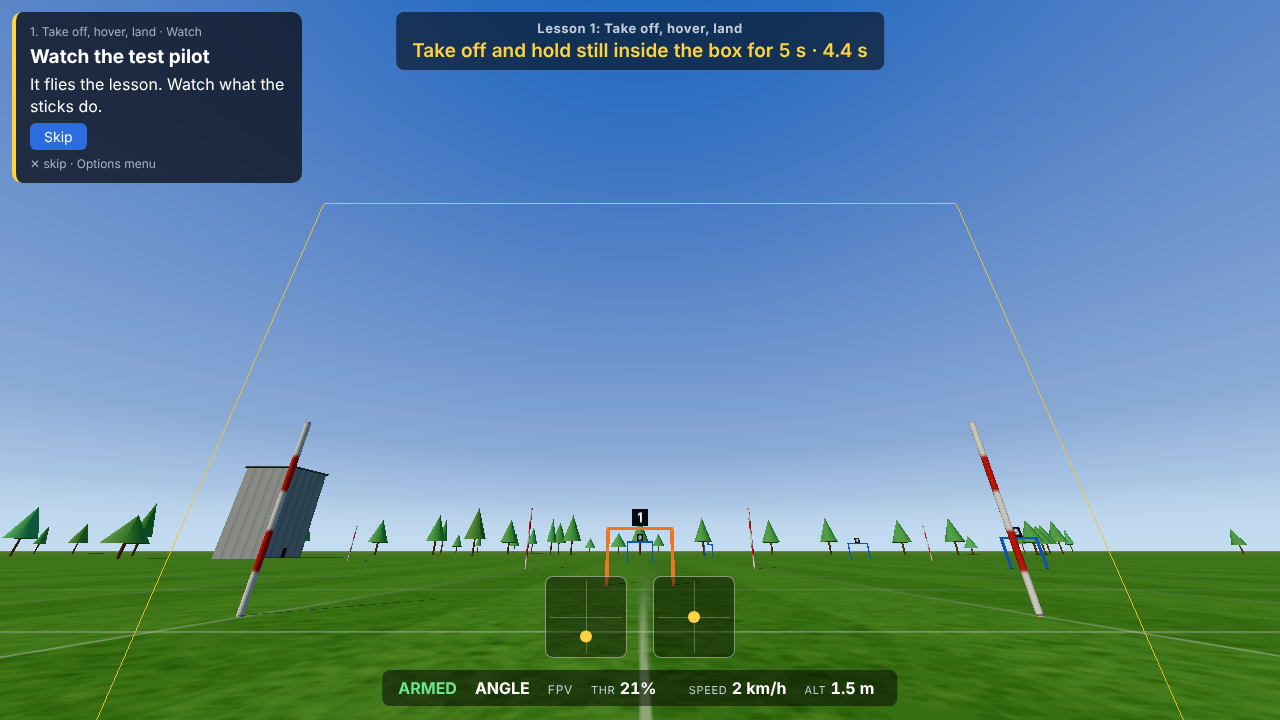 1. Take off, hover, land · Watch
Watch the test pilot
It flies the lesson. Watch what the
sticks do.
Skip
✕ skip · Options menu
Lesson 1: Take off, hover, land
Take off and hold still inside the box for 5 s · 4.4 s
1
ARMED ANGLE FPV THR 21% SPEED 2 km/h ALT 1.5 m